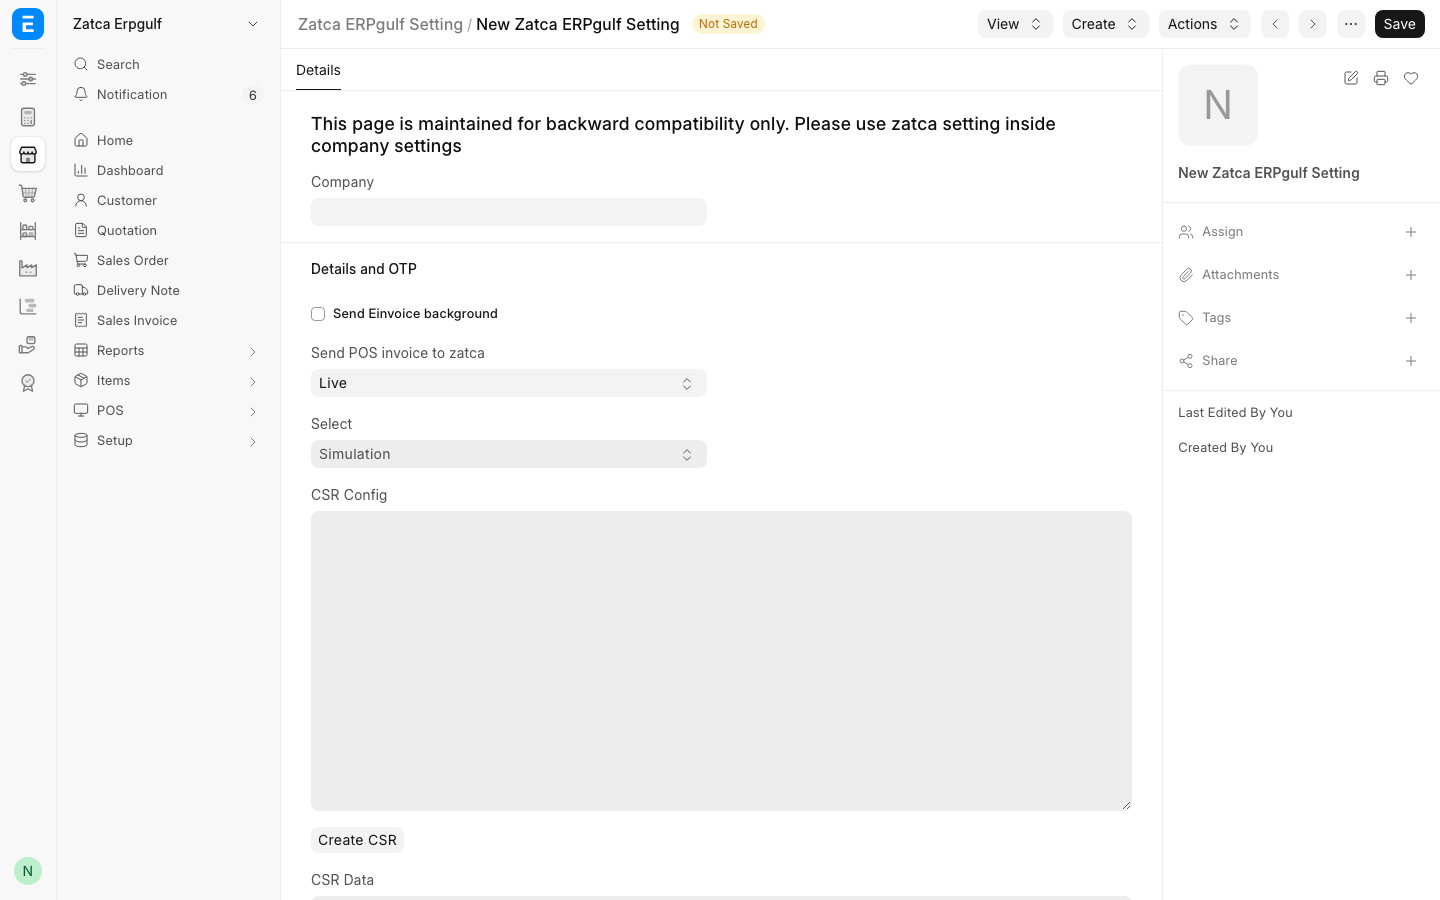 Zatca Erpgulf
Search
Notification 6
Home
Dashboard
Customer
Quotation
Sales Order
Delivery Note
Sales Invoice
Reports
Items
POS
Setup
N
Zatca ERPgulf Setting / New Zatca ERPgulf Setting Not Saved
View Create Actions ... Save
Details
This page is maintained for backward compatibility only. Please use zatca setting inside
company settings
Company
Details and OTP
Send Einvoice background
Send POS invoice to zatca
Live
Select
Simulation
CSR Config
Create CSR
CSR Data
N
New Zatca ERPgulf Setting
Assign
Attachments
Tags
Share
Last Edited By You
Created By You